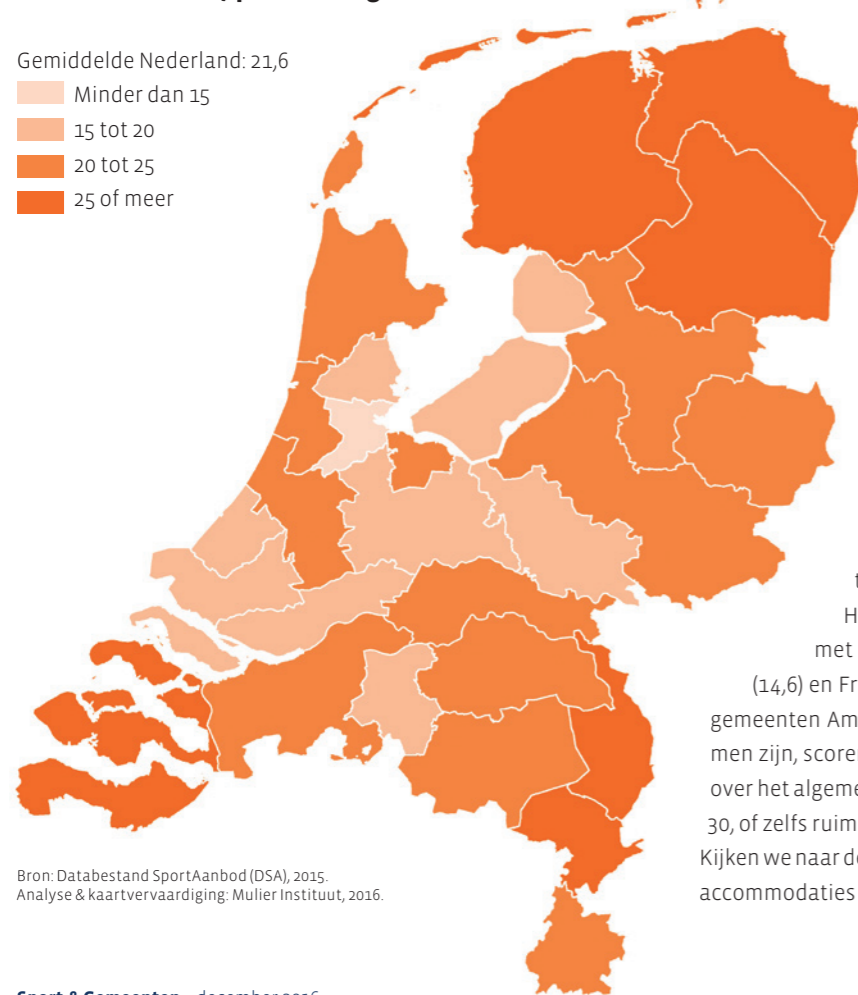 Gemiddelde Nederland: 21,6
Minder dan 15
15 tot 20
20 tot 25
25 of meer
t
H
met
(14,6) en Fr
gemeenten Am
men zijn, score
over het algeme
30, of zelfs ruim
Kijken we naar de
accommodaties
Bron: Databestand SportAanbod (DSA), 2015.
Analyse & kaartvervaardiging: Mulier Instituut, 2016.